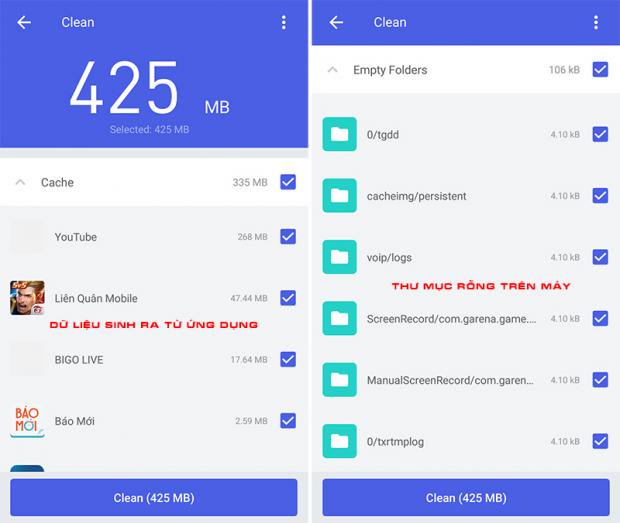 Clean
425 MB
Selected: 425 MB
Cache 335 MB
YouTube 268 MB
5v5
Liên Quân Mobile 47.44 MB
DỮ LIỆU SINH RA TỪ ỨNG DỤNG
BIGO LIVE 17.64 MB
BÁO
MỚI
Báo Mới 2.59 MB
Clean (425 MB)
Clean
Empty Folders 106 kB
0/tgdd 4.10 kB
cacheimg/persistent 4.10 kB
voip/logs 4.10 kB
THƯ MỤC RỖNG TRÊN MÁY
ScreenRecord/com.garena.game.... 4.10 kB
ManualScreenRecord/com.garen... 4.10 kB
0/txrtmplog 4.10 kB
Clean (425 MB)